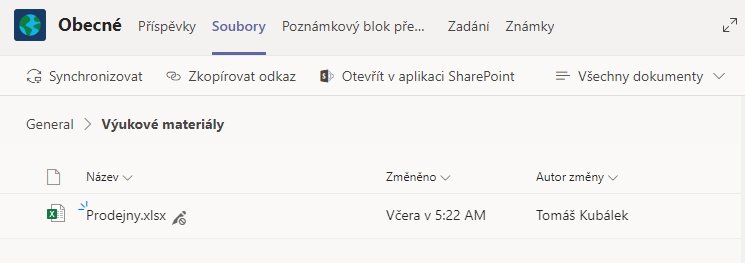 Obecné Příspěvky Soubory Poznámkový blok pře... Zadání Známky
Synchronizovat Zkopírovat odkaz Otevřít v aplikaci SharePoint Všechny dokumenty
General > Výukové materiály
Název Změněno Autor změny
Prodejny.xlsx Včera v 5:22 AM Tomáš Kubálek